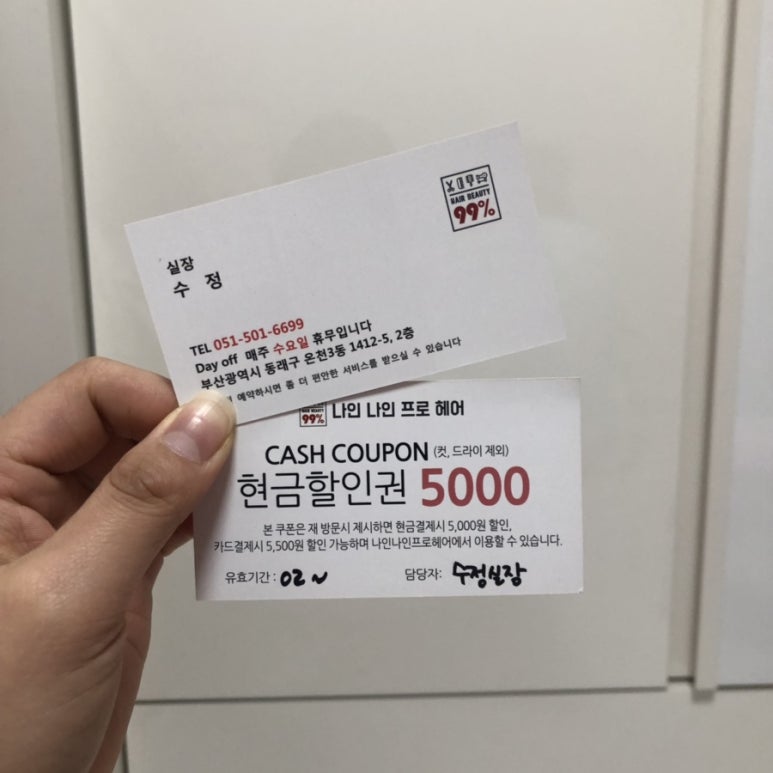 HAIR BEAUTY
99%
실장
수 정
TEL 051-501-6699
Day off 매주 수요일 휴무입니다
부산광역시 동래구 온천3동 1412-5, 2층
예약하시면 좀 더 편안한 서비스를 받으실 수 있습니다
99% 나인 나인 프로 헤어
CASH COUPON (컷, 드라이 제외)
현금할인권 5000
본 쿠폰은 재 방문시 제시하면 현금결제시 5,000원 할인,
카드결제시 5,500원 할인 가능하며 나인나인프로헤어에서 이용할 수 있습니다.
유효기간 : 02~ 담당자: 수정실장